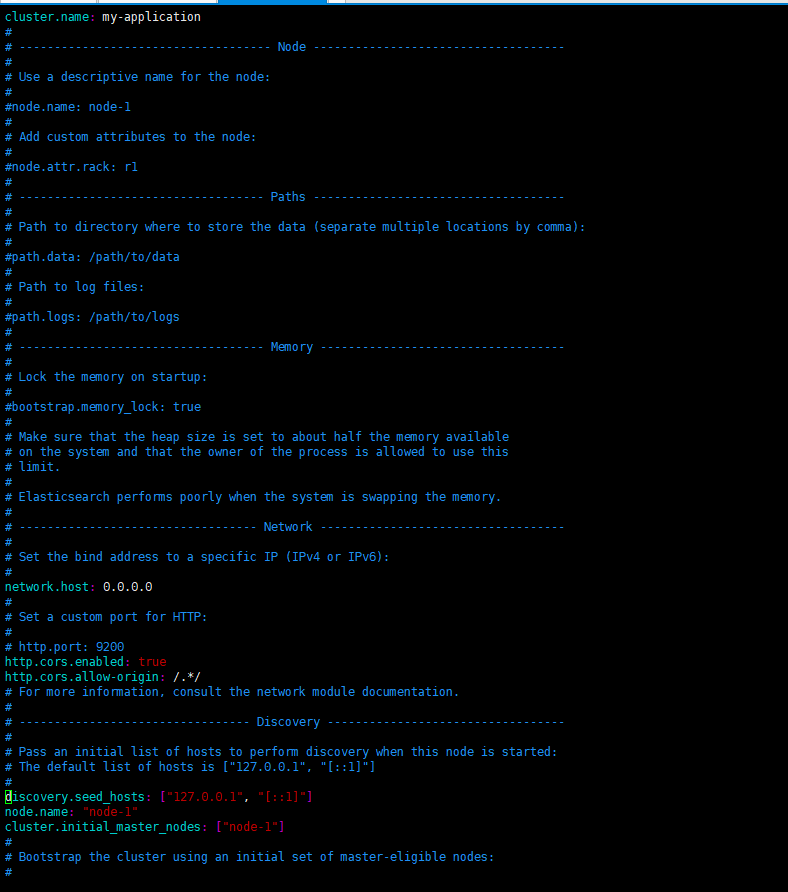 cluster.name: my-application
#
# ------------------------------------ Node ------------------------------------
#
# Use a descriptive name for the node:
#
#node.name: node-1
#
# Add custom attributes to the node:
#
#node.attr.rack: r1
#
# ----------------------------------- Paths ------------------------------------
#
# Path to directory where to store the data (separate multiple locations by comma):
#
#path.data: /path/to/data
#
# Path to log files:
#
#path.logs: /path/to/logs
#
# ----------------------------------- Memory -----------------------------------
#
# Lock the memory on startup:
#
#bootstrap.memory_lock: true
#
# Make sure that the heap size is set to about half the memory available
# on the system and that the owner of the process is allowed to use this
# limit.
#
# Elasticsearch performs poorly when the system is swapping the memory.
#
# ---------------------------------- Network -----------------------------------
#
# Set the bind address to a specific IP (IPv4 or IPv6):
#
network.host: 0.0.0.0
#
# Set a custom port for HTTP:
#
# http.port: 9200
http.cors.enabled: true
http.cors.allow-origin: /.*/
# For more information, consult the network module documentation.
#
# --------------------------------- Discovery ----------------------------------
#
# Pass an initial list of hosts to perform discovery when this node is started:
# The default list of hosts is ["127.0.0.1", "[::1]"]
#
discovery.seed_hosts: ["127.0.0.1", "[::1]"]
node.name: "node-1"
cluster.initial_master_nodes: ["node-1"]
#
# Bootstrap the cluster using an initial set of master-eligible nodes:
#